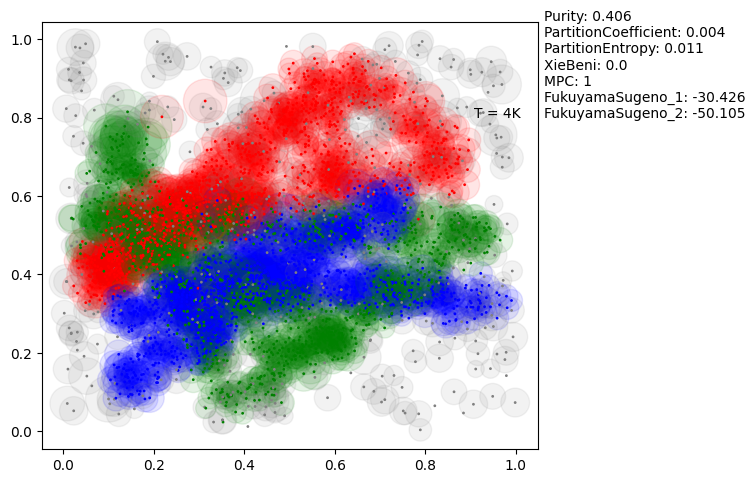 Purity: 0.406
PartitionCoefficient: 0.004
PartitionEntropy: 0.011
XieBeni: 0.0
MPC: 1
FukuyamaSugeno_1: -30.426
FukuyamaSugeno_2: -50.105
T = 4K
1.0
0.8
0.6
0.4
0.2
0.0
0.0 0.2 0.4 0.6 0.8 1.0